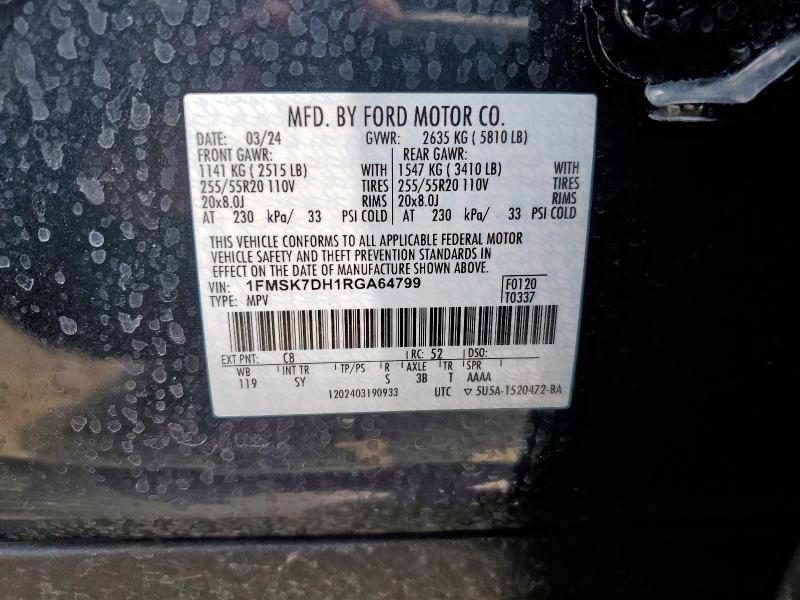 MFD. BY FORD MOTOR CO.
DATE: 03/24 GVWR: 2635 KG ( 5810 LB)
FRONT GAWR: REAR GAWR:
1141 KG ( 2515 LB) WITH 1547 KG ( 3410 LB) WITH
255/55R20 110V TIRES 255/55R20 110V TIRES
20x8.0J RIMS 20x8.0J RIMS
AT 230 kPa/ 33 PSI COLD AT 230 kPa/ 33 PSI COLD
THIS VEHICLE CONFORMS TO ALL APPLICABLE FEDERAL MOTOR
VEHICLE SAFETY AND THEFT PREVENTION STANDARDS IN
EFFECT ON THE DATE OF MANUFACTURE SHOWN ABOVE.
VIN: 1FMSK7DH1RGA64799 F0120
TYPE: MPV T0337
EXT PNT: C8 RC: 52 DSO:
WB INT TR TP/PS R AXLE TR SPR
119 SY S 3B T AAAA
1202403190933 UTC ▽ 5U5A-1520472-BA